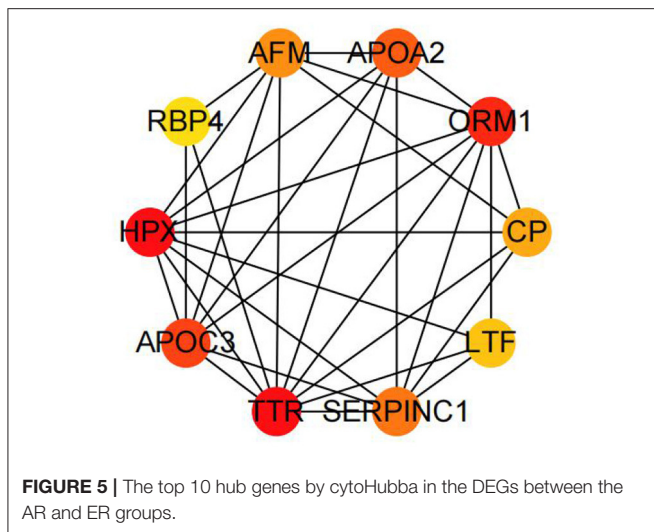 AFM
APOA2
RBP4
ORM1
HPX
CP
APOC3
LTF
TTR
SERPINC1
FIGURE 5 | The top 10 hub genes by cytoHubba in the DEGs between the
AR and ER groups.